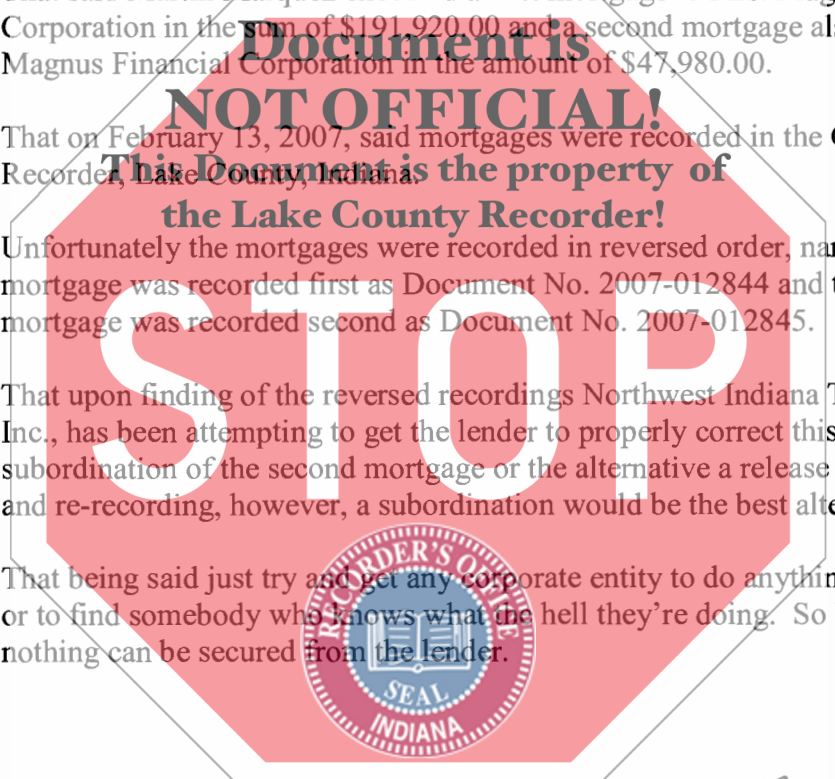 Corporation in the sum of $191,920.00 and a second mortgage al
Document is
Magnus Financial Corporation in the amount of $47,980.00.
NOT OFFICIAL!
That on February 13, 2007, said mortgages were recorded in the
This Document is the property of
Recorder, Lake County, Indiana.
the Lake County Recorder!
Unfortunately the mortgages were recorded in reversed order, nam
mortgage was recorded first as Document No. 2007-012844 and t
mortgage was recorded second as Document No. 2007-012845.
STOP
That upon finding of the reversed recordings Northwest Indiana T
Inc., has been attempting to get the lender to properly correct this
subordination of the second mortgage or the alternative a release
and re-recording, however, a subordination would be the best alte
RECORDER'S OFFICE
That being said just try and get any corporate entity to do anythin
or to find somebody who knows what the hell they're doing. So
nothing can be secured from the lender.
SEAL
INDIANA